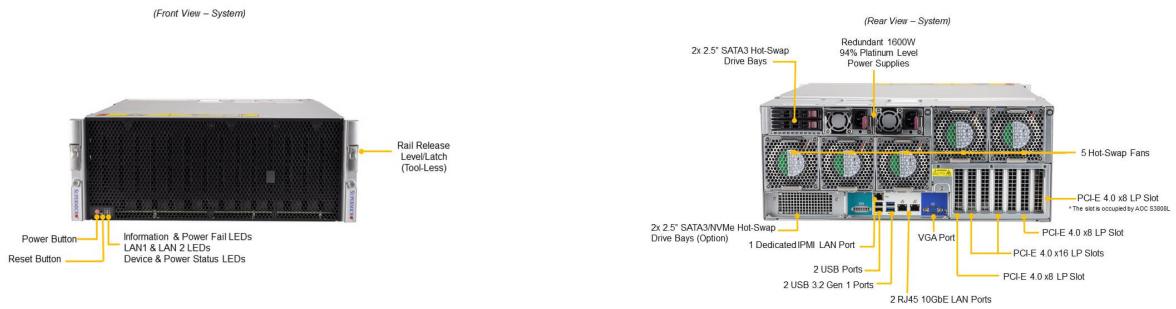 (Front View – System)
Rail Release
Level/Latch
(Tool-Less)
Power Button
Reset Button
Information & Power Fail LEDs
LAN1 & LAN 2 LEDs
Device & Power Status LEDs
SUPERMICRO
SUPERMICRO
(Rear View – System)
2x 2.5" SATA3 Hot-Swap
Drive Bays
Redundant 1600W
94% Platinum Level
Power Supplies
5 Hot-Swap Fans
PCI-E 4.0 x8 LP Slot
* The slot is occupied by AOC S3808L
PCI-E 4.0 x8 LP Slot
PCI-E 4.0 x16 LP Slots
PCI-E 4.0 x8 LP Slot
2x 2.5" SATA3/NVMe Hot-Swap
Drive Bays (Option)
1 Dedicated IPMI LAN Port
VGA Port
2 USB Ports
2 USB 3.2 Gen 1 Ports
2 RJ45 10GbE LAN Ports